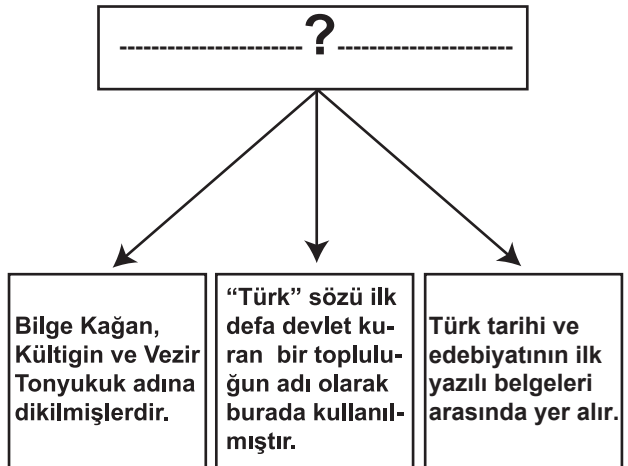 -----------------------?----------------------
Bilge Kağan,
Kültigin ve Vezir
Tonyukuk adına
dikilmişlerdir.
“Türk” sözü ilk
defa devlet ku-
ran bir toplulu-
ğun adı olarak
burada kullanıl-
mıştır.
Türk tarihi ve
edebiyatının ilk
yazılı belgeleri
arasında yer alır.